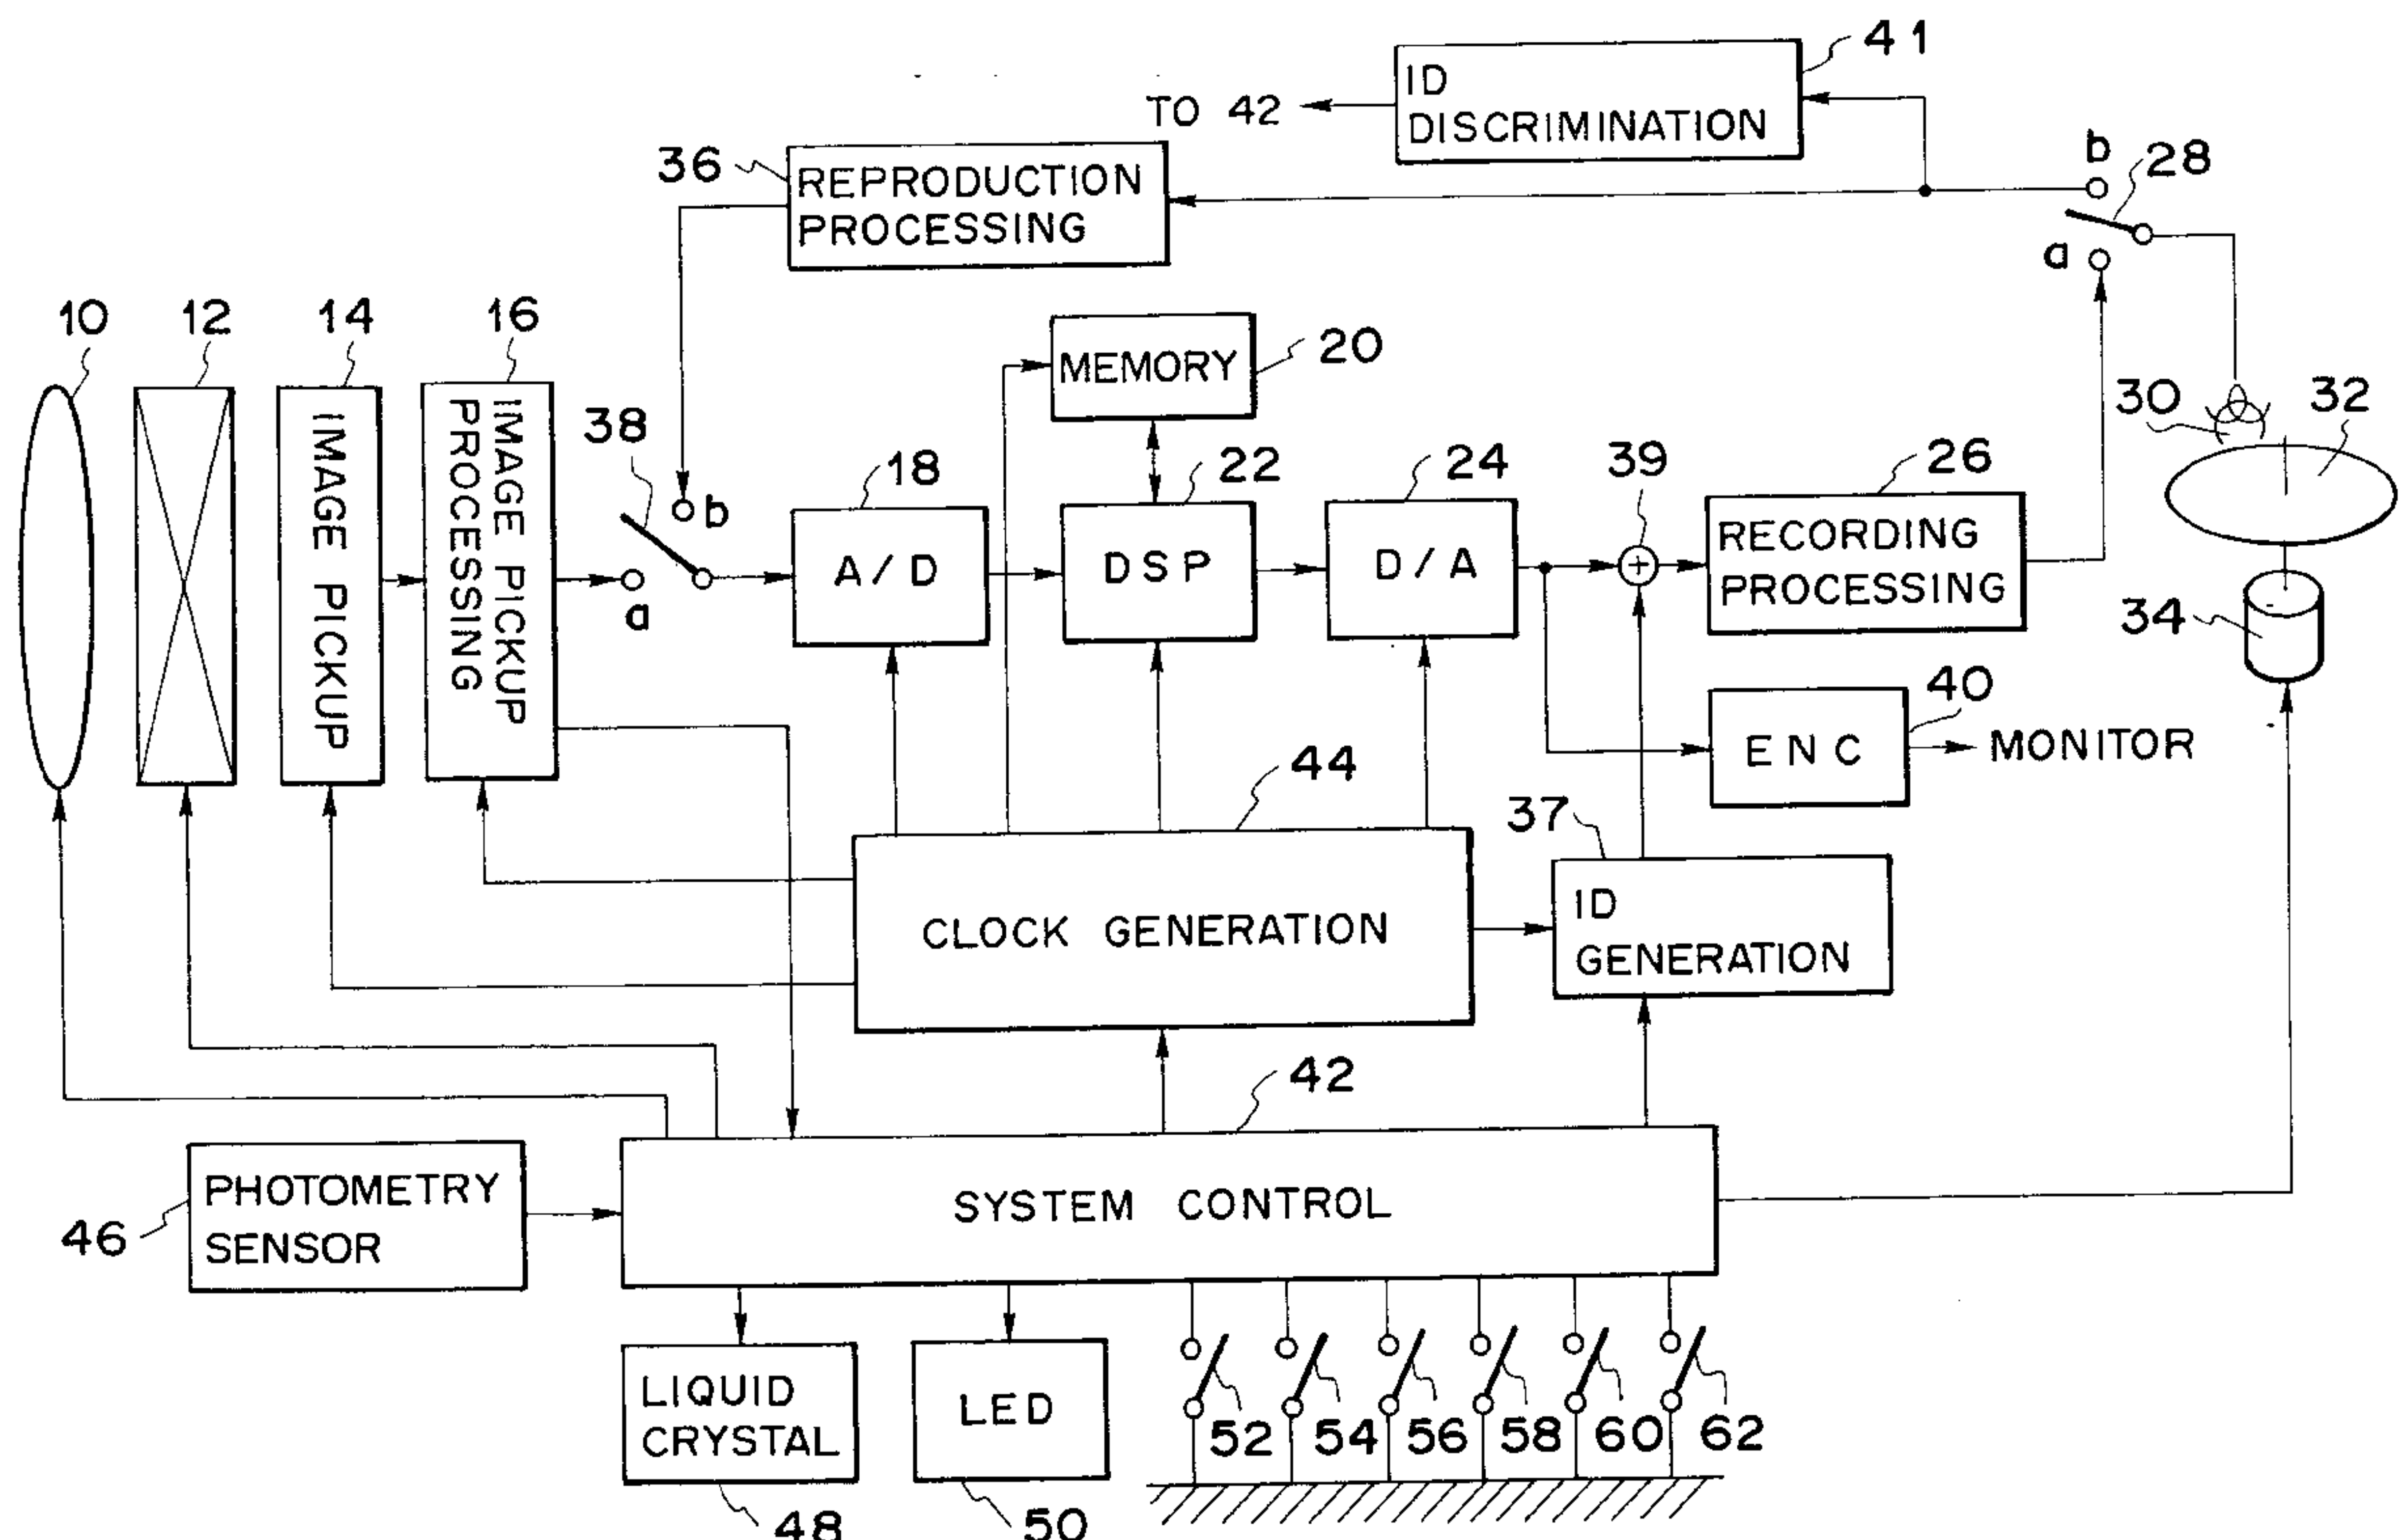 41
ID
DISCRIMINATION
TO 42
b
28
36
REPRODUCTION
PROCESSING
a
10
12
14
16
MEMORY
20
30
32
38
IMAGE PICKUP
IMAGE PICKUP
PROCESSING
b
a
18
A/D
22
DSP
24
D/A
39
26
RECORDING
PROCESSING
34
40
ENC
MONITOR
44
CLOCK GENERATION
37
ID
GENERATION
42
SYSTEM CONTROL
PHOTOMETRY
SENSOR
46
LIQUID
CRYSTAL
48
LED
50
52
54
56
58
60
62